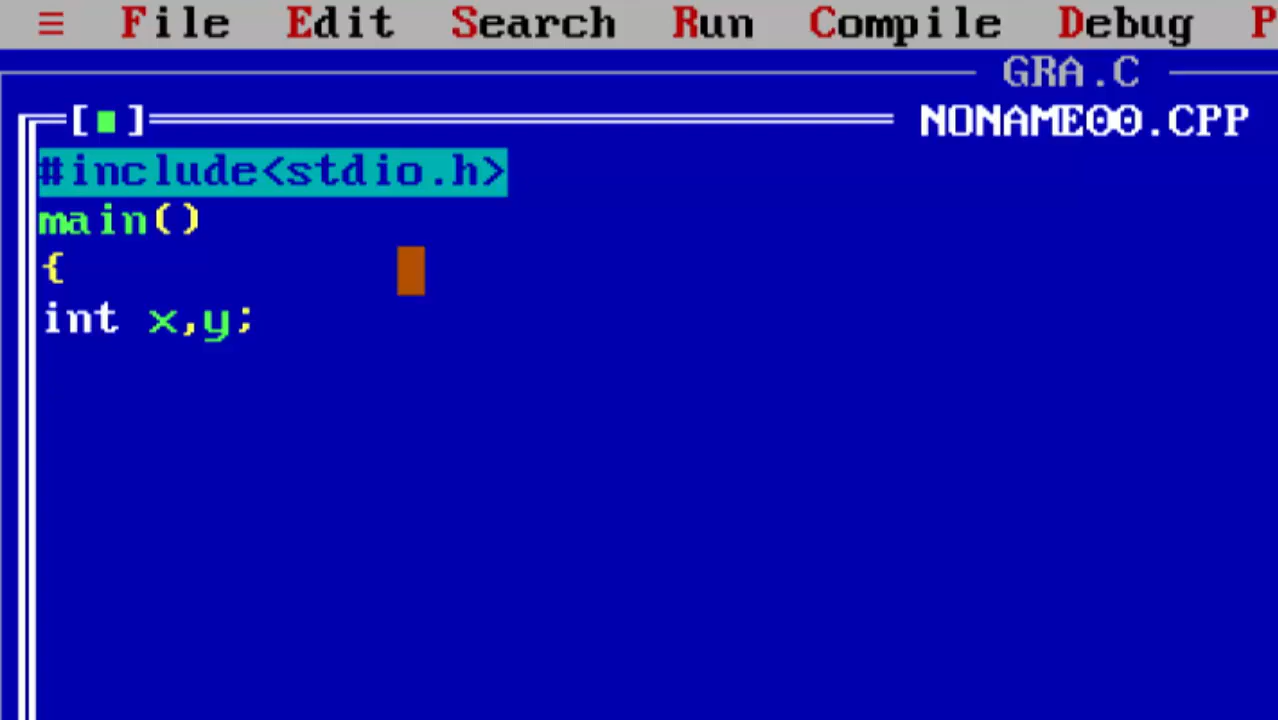 ≡ File Edit Search Run Compile Debug P
GRA.C
[■] NONAME00.CPP
#include<stdio.h>
main()
{
int x,y;